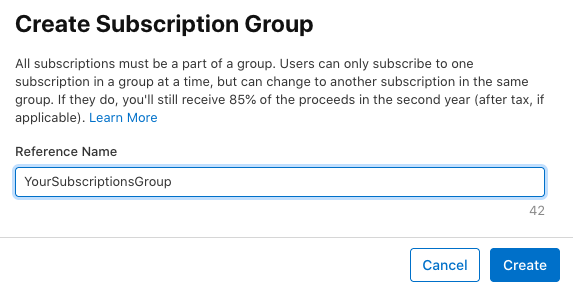 Create Subscription Group
All subscriptions must be a part of a group. Users can only subscribe to one
subscription in a group at a time, but can change to another subscription in the same
group. If they do, you'll still receive 85% of the proceeds in the second year (after tax, if
applicable). Learn More
Reference Name
YourSubscriptionsGroup
42
Cancel Create